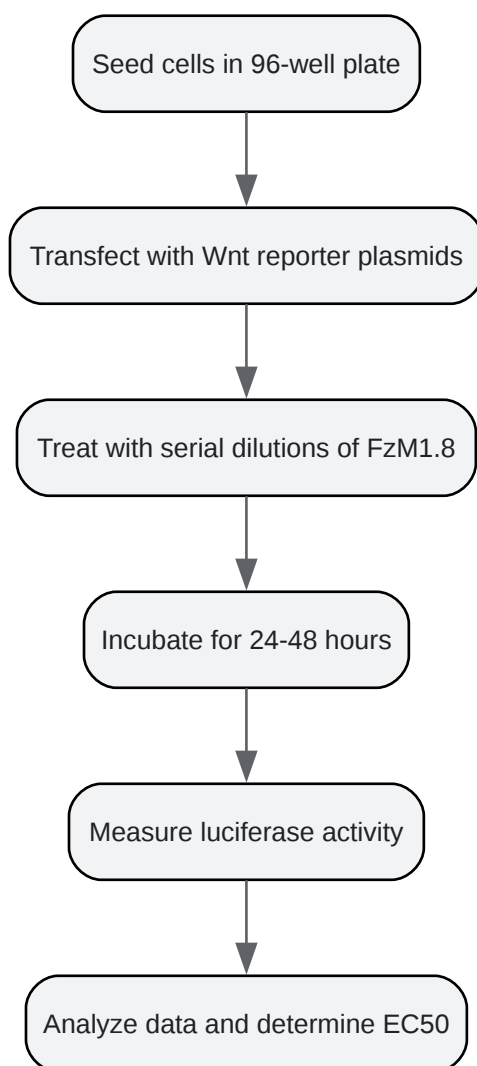 Seed cells in 96-well plate
Transfect with Wnt reporter plasmids
Treat with serial dilutions of FzM1.8
Incubate for 24-48 hours
Measure luciferase activity
Analyze data and determine EC50